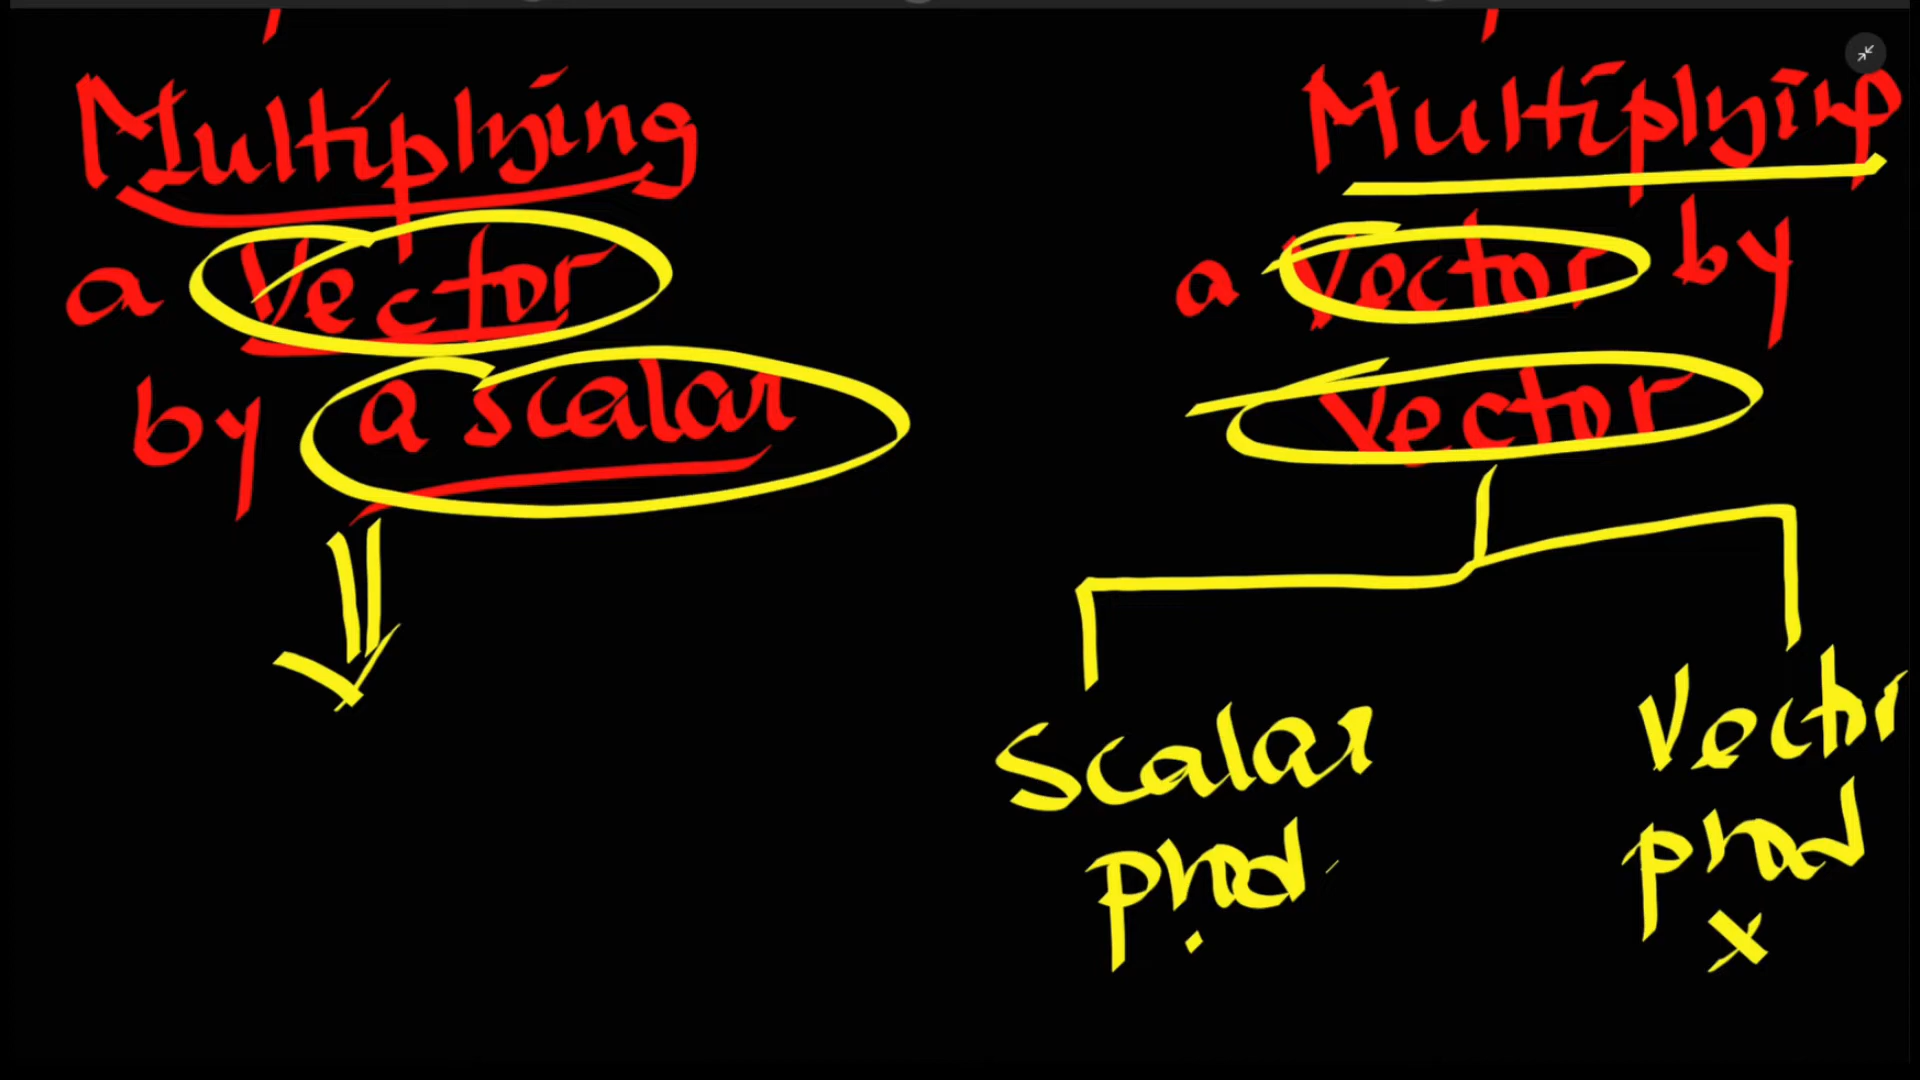 Multiplying
a Vector
by a scalar
Multiplying
a Vector by
Vector
Scalar
prod
.
Vector
prod
x